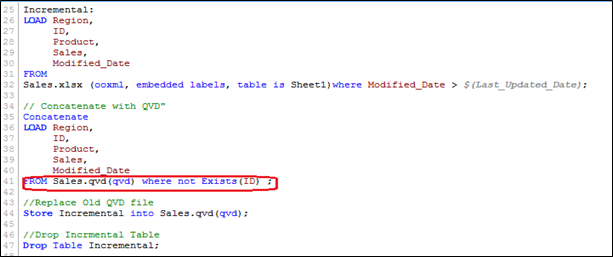 25 Incremental:
26 LOAD Region,
27 ID,
28 Product,
29 Sales,
30 Modified_Date
31 FROM
32 Sales.xlsx (ooxml, embedded labels, table is Sheet1)where Modified_Date > $(Last_Updated_Date);
33
34 // Concatenate with QVD"
35 Concatenate
36 LOAD Region,
37 ID,
38 Product,
39 Sales,
40 Modified_Date
41 FROM Sales.qvd(qvd) where not Exists(ID) ;
42
43 //Replace Old QVD file
44 Store Incremental into Sales.qvd(qvd);
45
46 //Drop Incrmental Table
47 Drop Table Incremental;